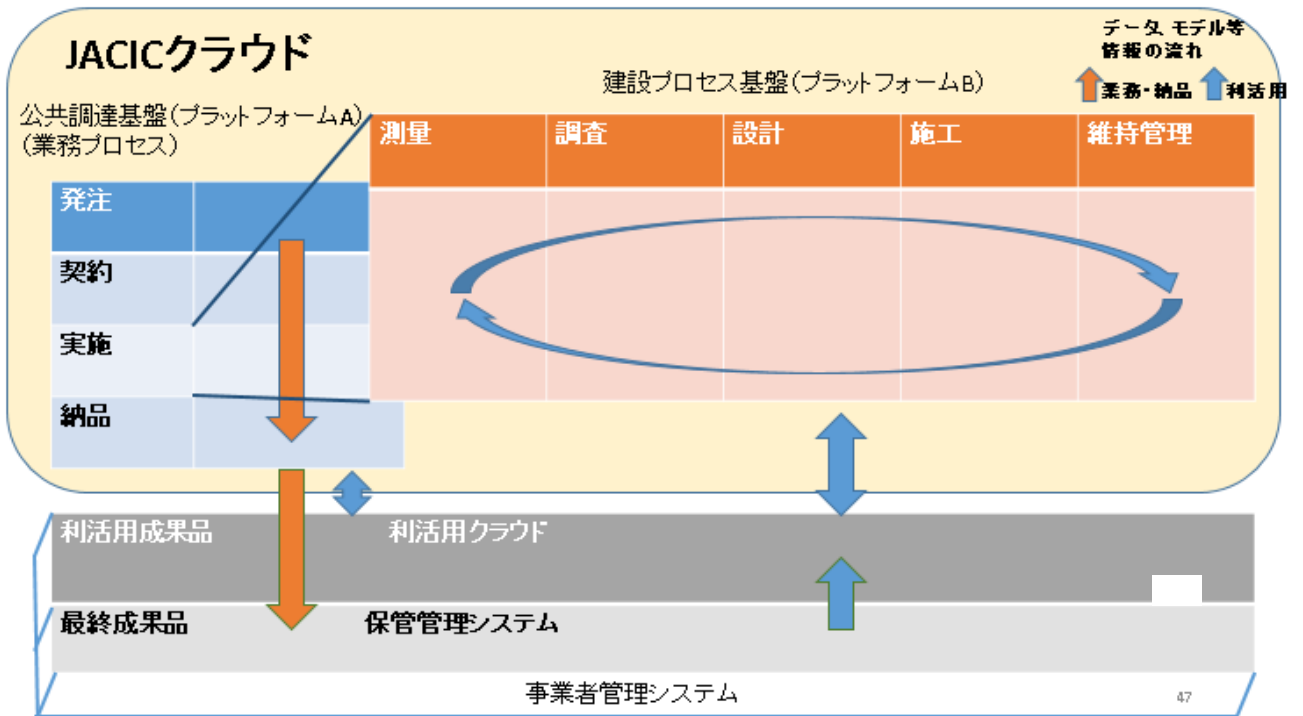 JACICクラウド
データ、モデル等
情報の流れ
業務・納品 利活用
建設プロセス基盤(プラットフォームB)
公共調達基盤(プラットフォームA)
(業務プロセス)
測量 調査 設計 施工 維持管理
発注
契約
実施
納品
利活用成果品 利活用クラウド
最終成果品 保管管理システム
事業者管理システム
47